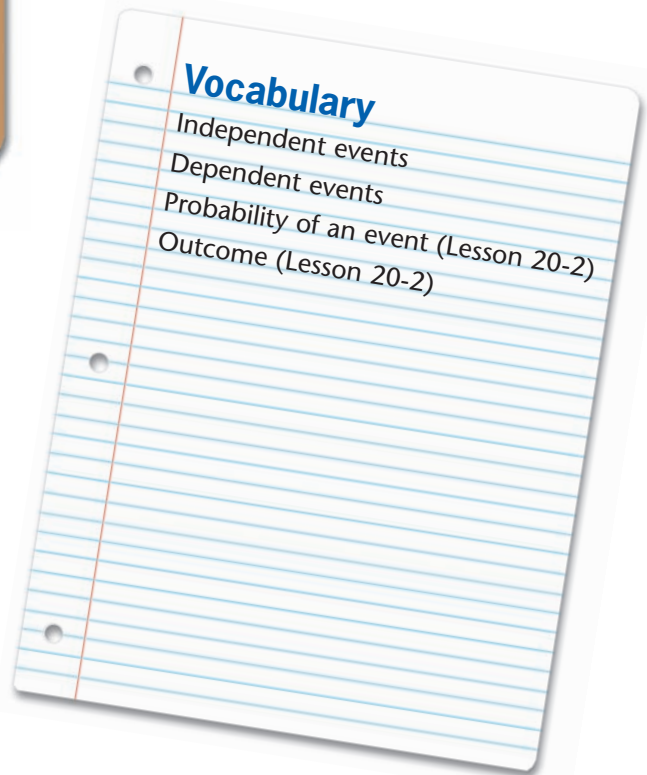 Vocabulary
Independent events
Dependent events
Probability of an event (Lesson 20-2)
Outcome (Lesson 20-2)